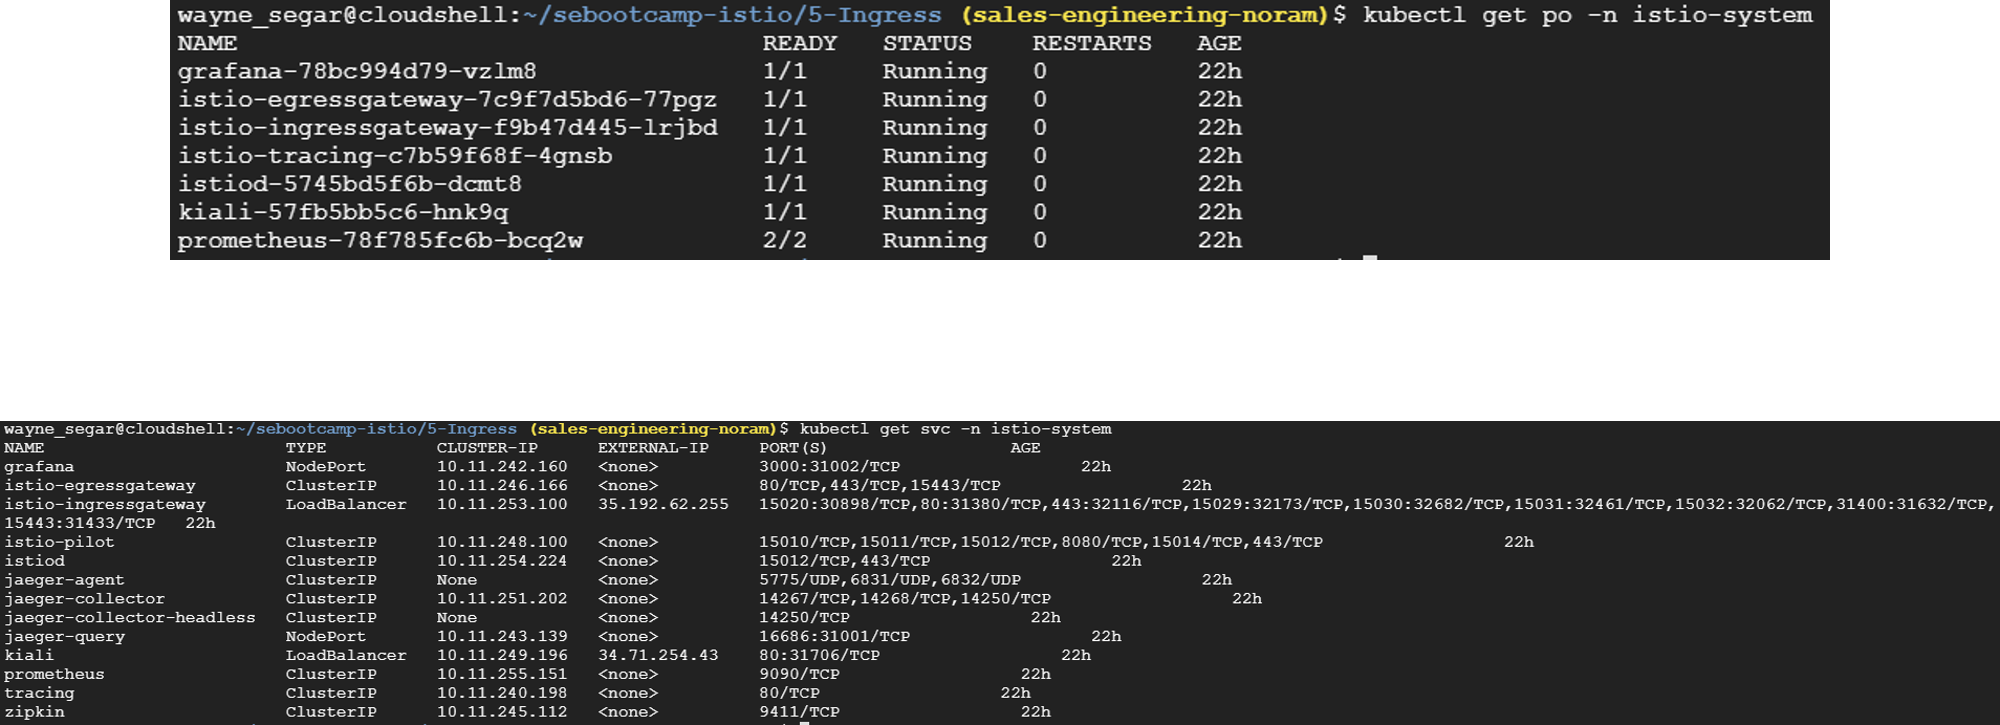 wayne_segar@cloudshell:~/sebootcamp-istio/5-Ingress (sales-engineering-noram)$ kubectl get po -n istio-system
NAME READY STATUS RESTARTS AGE
grafana-78bc994d79-vzlm8 1/1 Running 0 22h
istio-egressgateway-7c9f7d5bd6-77pgz 1/1 Running 0 22h
istio-ingressgateway-f9b47d445-lrjbd 1/1 Running 0 22h
istio-tracing-c7b59f68f-4gnsb 1/1 Running 0 22h
istiod-5745bd5f6b-dcmt8 1/1 Running 0 22h
kiali-57fb5bb5c6-hnk9q 1/1 Running 0 22h
prometheus-78f785fc6b-bcq2w 2/2 Running 0 22h
wayne_segar@cloudshell:~/sebootcamp-istio/5-Ingress (sales-engineering-noram)$ kubectl get svc -n istio-system
NAME TYPE CLUSTER-IP EXTERNAL-IP PORT(S) AGE
grafana NodePort 10.11.242.160 <none> 3000:31002/TCP 22h
istio-egressgateway ClusterIP 10.11.246.166 <none> 80/TCP,443/TCP,15443/TCP 22h
istio-ingressgateway LoadBalancer 10.11.253.100 35.192.62.255 15020:30898/TCP,80:31380/TCP,443:32116/TCP,15029:32173/TCP,15030:32682/TCP,15031:32461/TCP,15032:32062/TCP,31400:31632/TCP,
15443:31433/TCP 22h
istio-pilot ClusterIP 10.11.248.100 <none> 15010/TCP,15011/TCP,15012/TCP,8080/TCP,15014/TCP,443/TCP 22h
istiod ClusterIP 10.11.254.224 <none> 15012/TCP,443/TCP 22h
jaeger-agent ClusterIP None <none> 5775/UDP,6831/UDP,6832/UDP 22h
jaeger-collector ClusterIP 10.11.251.202 <none> 14267/TCP,14268/TCP,14250/TCP 22h
jaeger-collector-headless ClusterIP None <none> 14250/TCP 22h
jaeger-query NodePort 10.11.243.139 <none> 16686:31001/TCP 22h
kiali LoadBalancer 10.11.249.196 34.71.254.43 80:31706/TCP 22h
prometheus ClusterIP 10.11.255.151 <none> 9090/TCP 22h
tracing ClusterIP 10.11.240.198 <none> 80/TCP 22h
zipkin ClusterIP 10.11.245.112 <none> 9411/TCP 22h